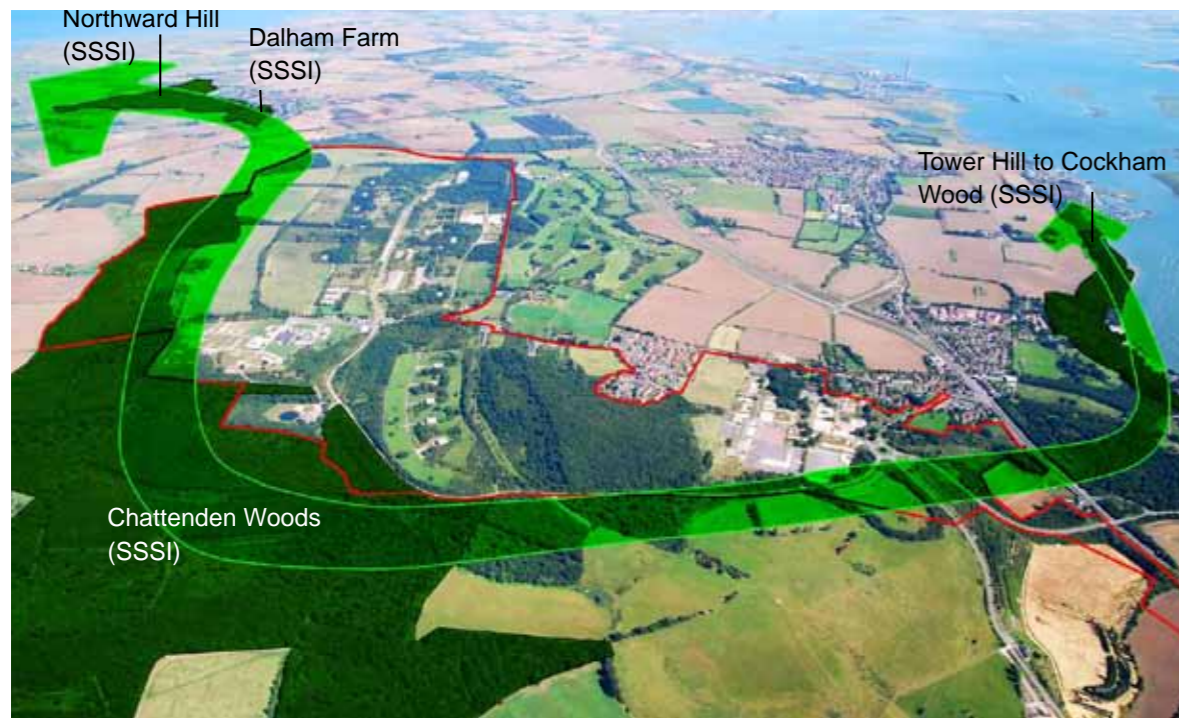 Northward Hill
(SSSI)
Dalham Farm
(SSSI)
Tower Hill to Cockham
Wood (SSSI)
Chattenden Woods
(SSSI)